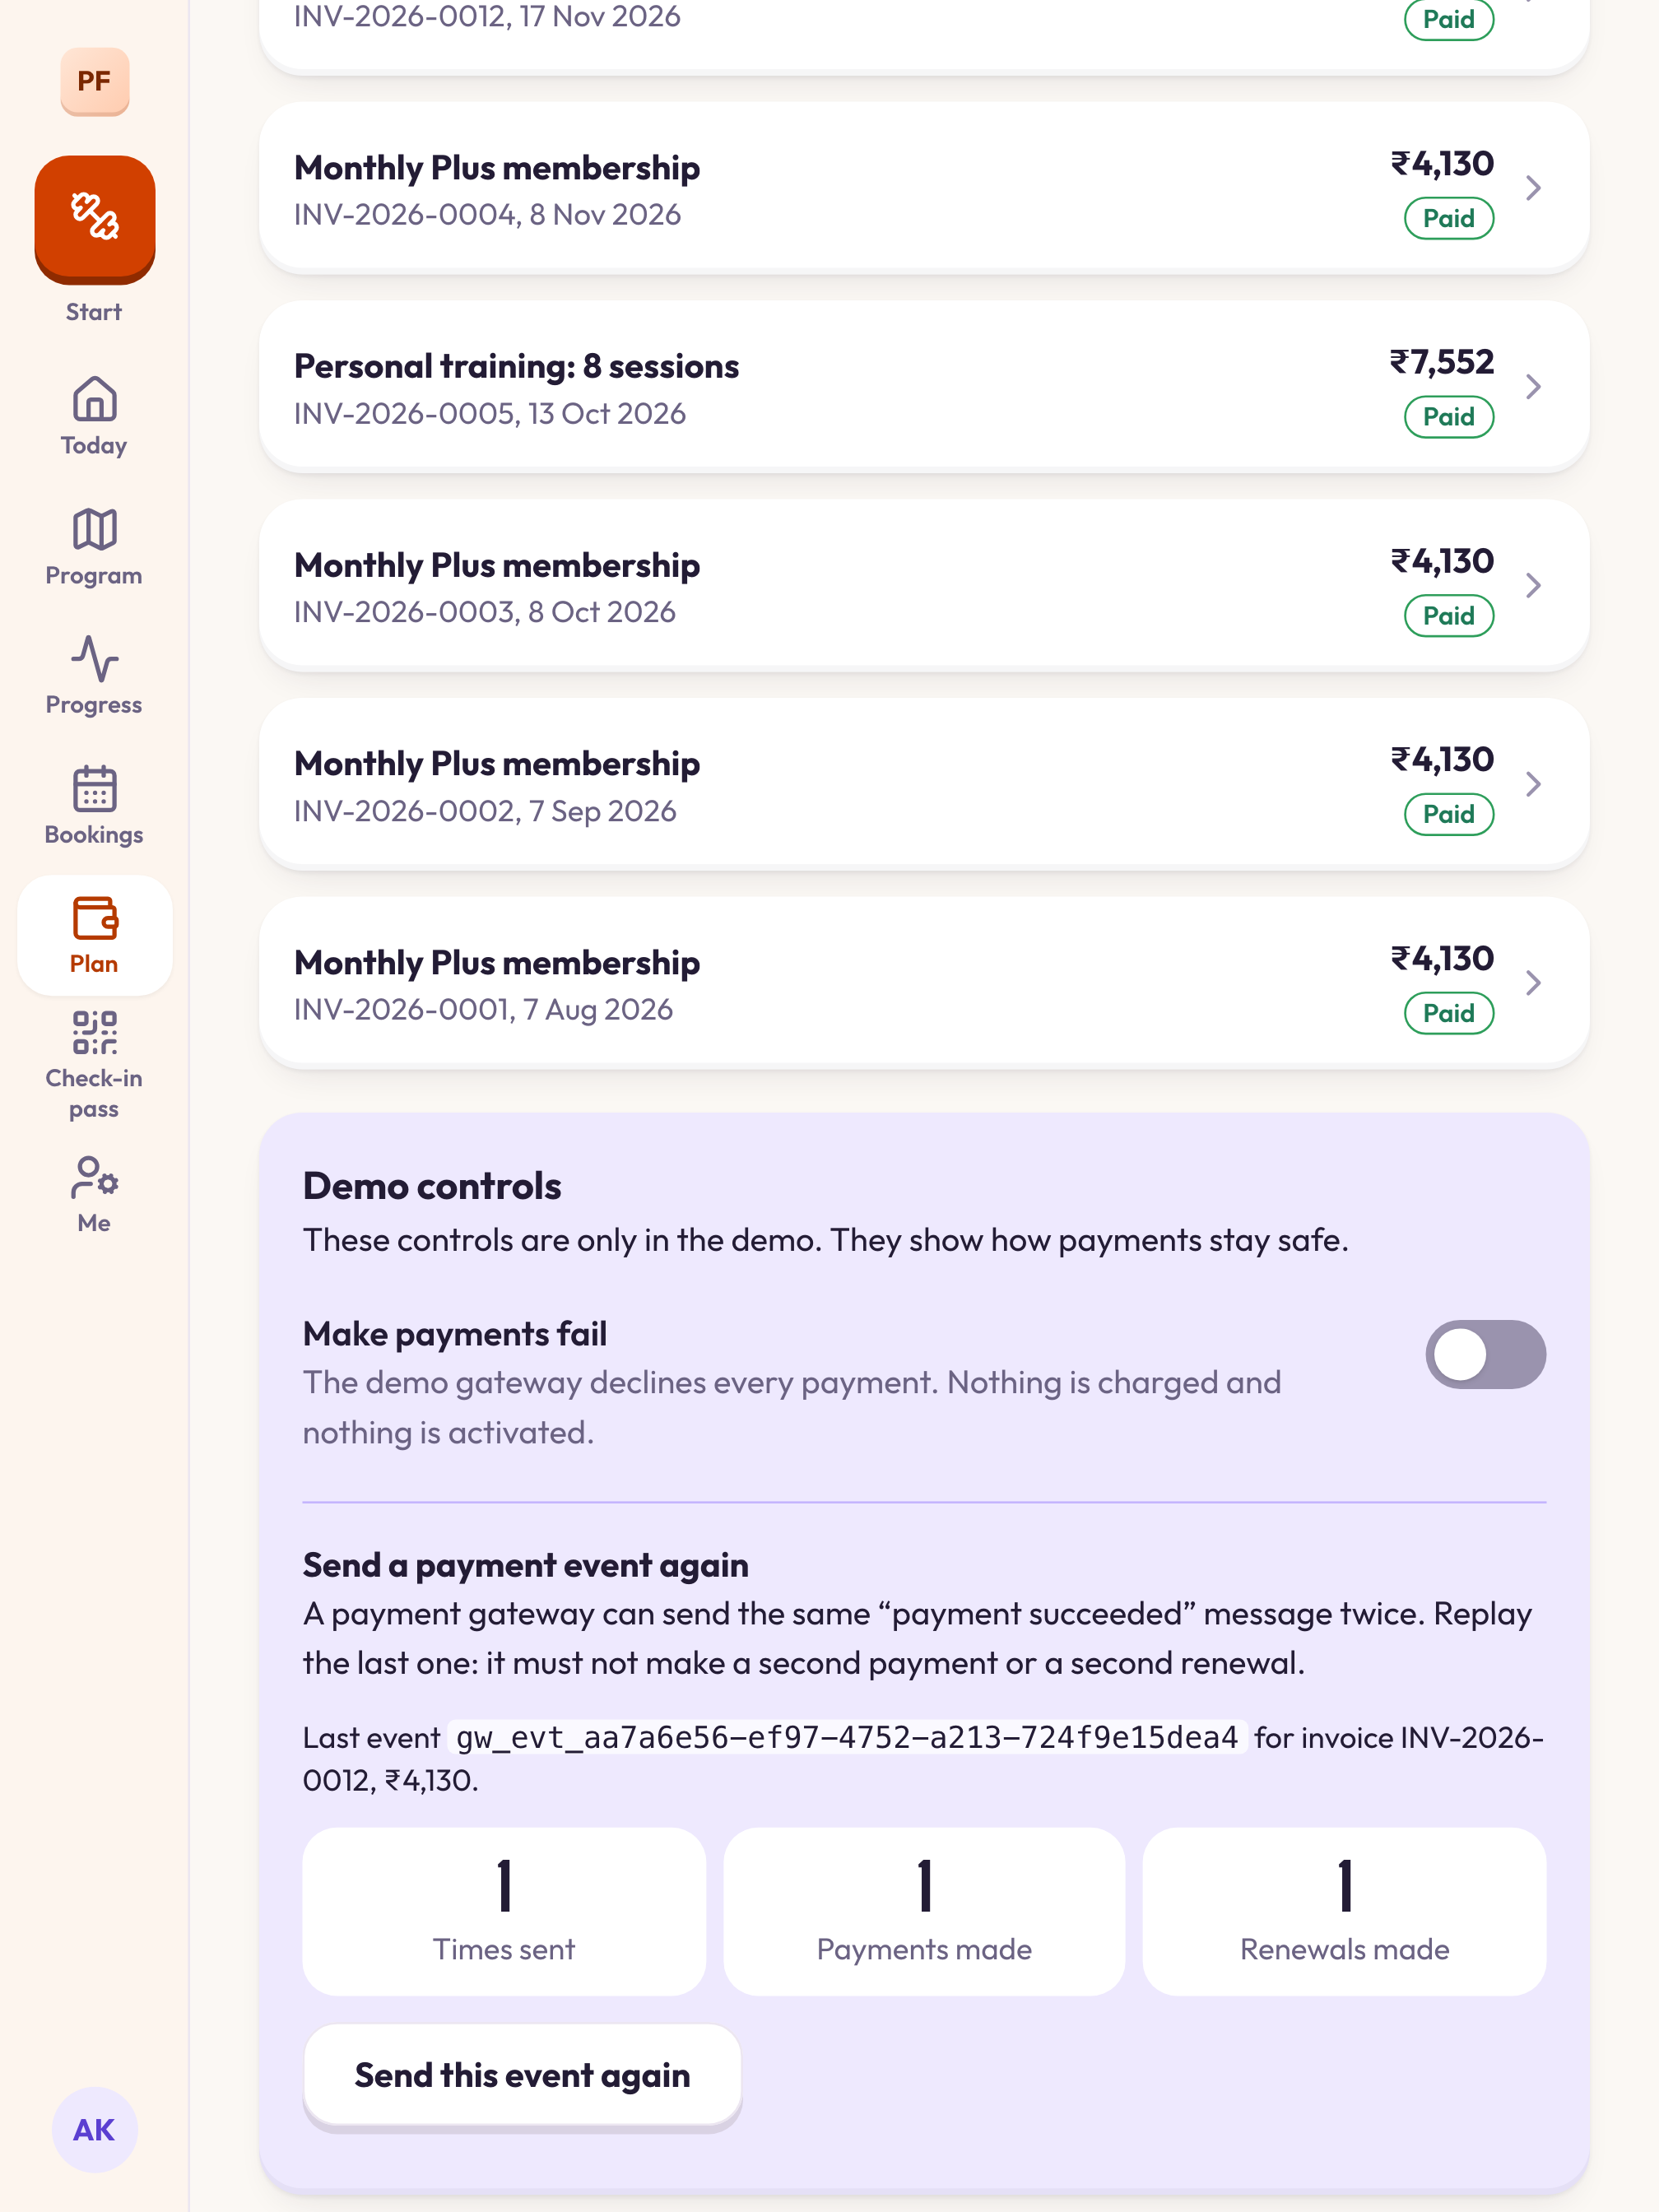 PF
Start
Today
Program
Progress
Bookings
Plan
Check-in
pass
Me
AK
INV-2026-0012, 17 Nov 2026
Paid
Monthly Plus membership
INV-2026-0004, 8 Nov 2026
₹4,130
Paid
Personal training: 8 sessions
INV-2026-0005, 13 Oct 2026
₹7,552
Paid
Monthly Plus membership
INV-2026-0003, 8 Oct 2026
₹4,130
Paid
Monthly Plus membership
INV-2026-0002, 7 Sep 2026
₹4,130
Paid
Monthly Plus membership
INV-2026-0001, 7 Aug 2026
₹4,130
Paid
Demo controls
These controls are only in the demo. They show how payments stay safe.
Make payments fail
The demo gateway declines every payment. Nothing is charged and
nothing is activated.
Send a payment event again
A payment gateway can send the same “payment succeeded” message twice. Replay
the last one: it must not make a second payment or a second renewal.
Last event gw_evt_aa7a6e56-ef97-4752-a213-724f9e15dea4 for invoice INV-2026-
0012, ₹4,130.
1
Times sent
1
Payments made
1
Renewals made
Send this event again